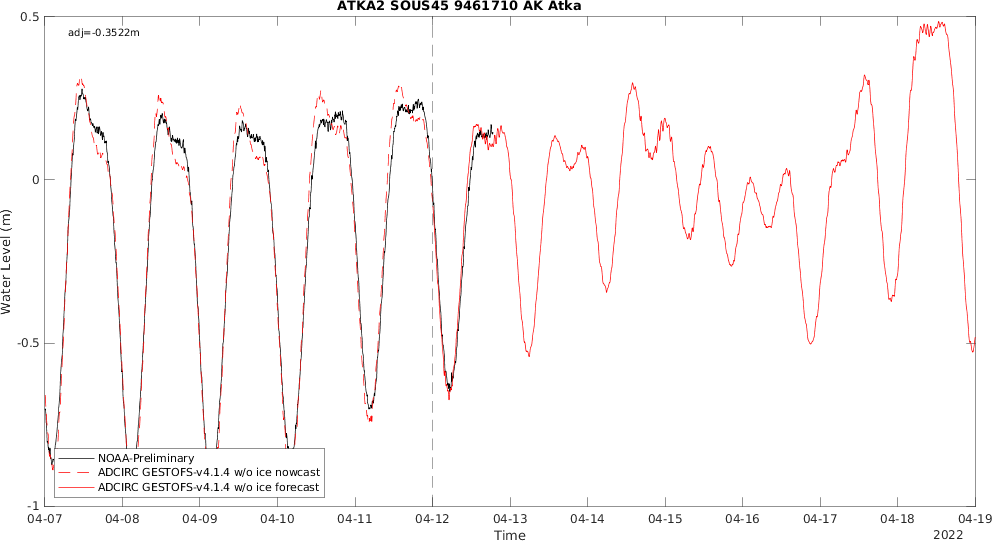 ATKA2 SOUS45 9461710 AK Atka
adj=-0.3522m
0.5
0
-0.5
-1
Water Level (m)
NOAA-Preliminary
ADCIRC GESTOFS-v4.1.4 w/o ice nowcast
ADCIRC GESTOFS-v4.1.4 w/o ice forecast
04-07 04-08 04-09 04-10 04-11 04-12 04-13 04-14 04-15 04-16 04-17 04-18 04-19
Time
2022